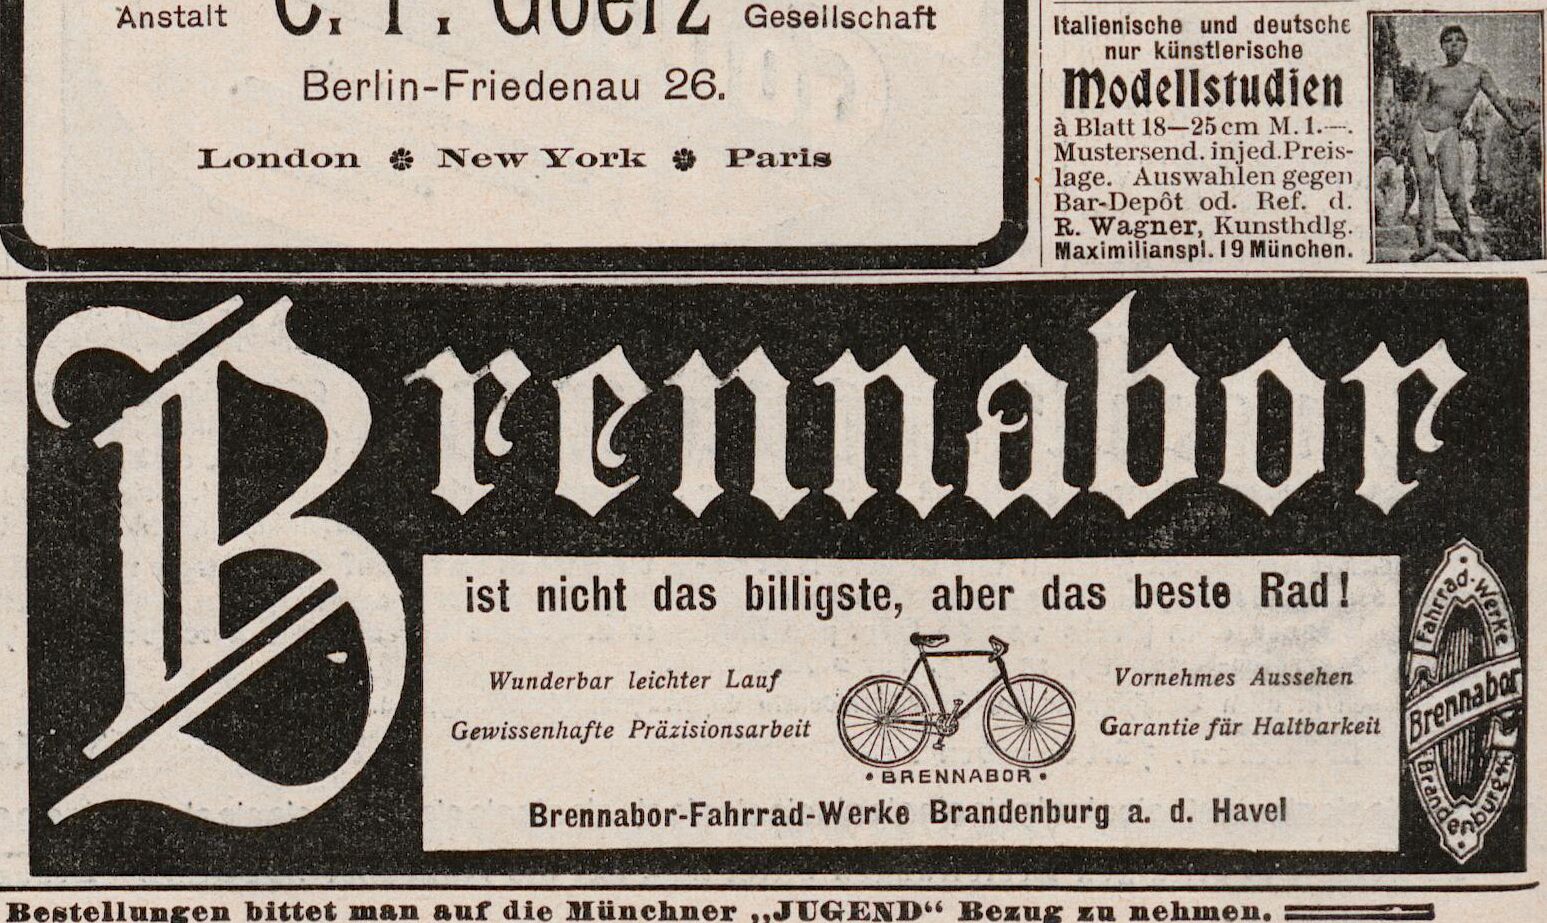 Anstalt C. P. Goerz Gesellschaft
Berlin-Friedenau 26.
London New York Paris
Italienische und deutsche
nur künstlerische
Modellstudien
à Blatt 18—25 cm M. 1.—.
Mustersend. in jed. Preis-
lage. Auswahlen gegen
Bar-Depôt od. Ref. d.
R. Wagner, Kunsthdlg.
Maximilianspl. 19 München.
Brennabor
ist nicht das billigste, aber das beste Rad!
Wunderbar leichter Lauf
Gewissenhafte Präzisionsarbeit
Vornehmes Aussehen
Garantie für Haltbarkeit
• BRENNABOR •
Brennabor-Fahrrad-Werke Brandenburg a. d. Havel
Fahrrad-Werke
Brennabor
Brandenburg a/H
Bestellungen bittet man auf die Münchner „JUGEND“ Bezug zu nehmen.